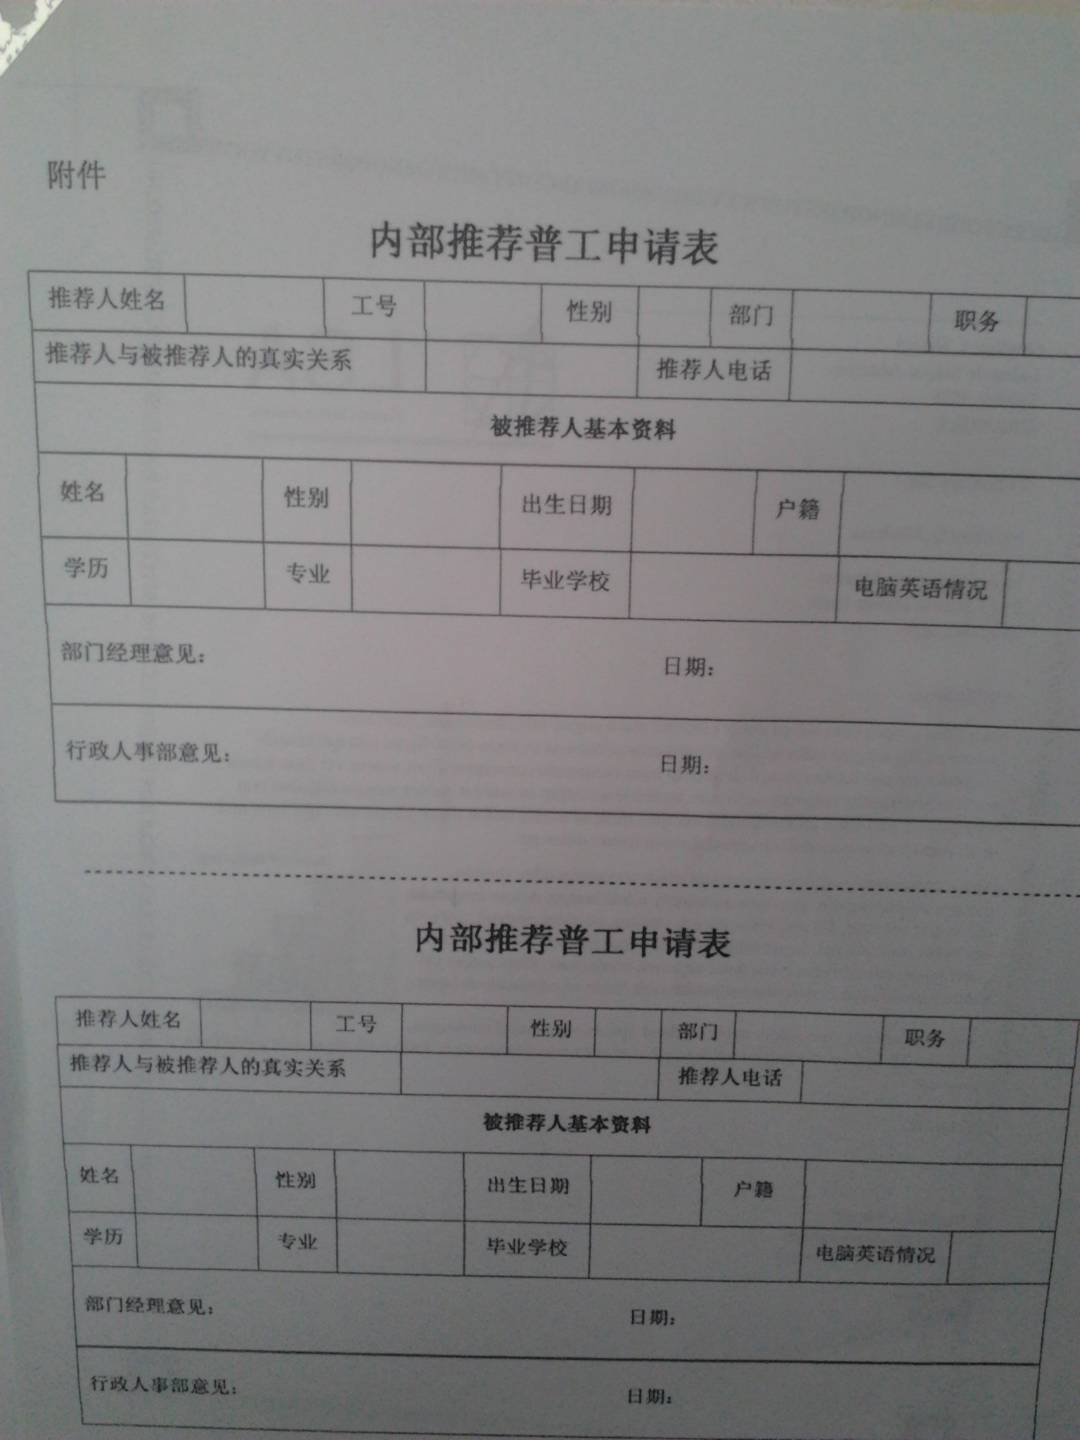 附件
内部推荐普工申请表
推荐人姓名 工号 性别 部门 职务
推荐人与被推荐人的真实关系 推荐人电话
被推荐人基本资料
姓名 性别 出生日期 户籍
学历 专业 毕业学校 电脑英语情况
部门经理意见： 日期：
行政人事部意见： 日期：
内部推荐普工申请表
推荐人姓名 工号 性别 部门 职务
推荐人与被推荐人的真实关系 推荐人电话
被推荐人基本资料
姓名 性别 出生日期 户籍
学历 专业 毕业学校 电脑英语情况
部门经理意见： 日期：
行政人事部意见： 日期：